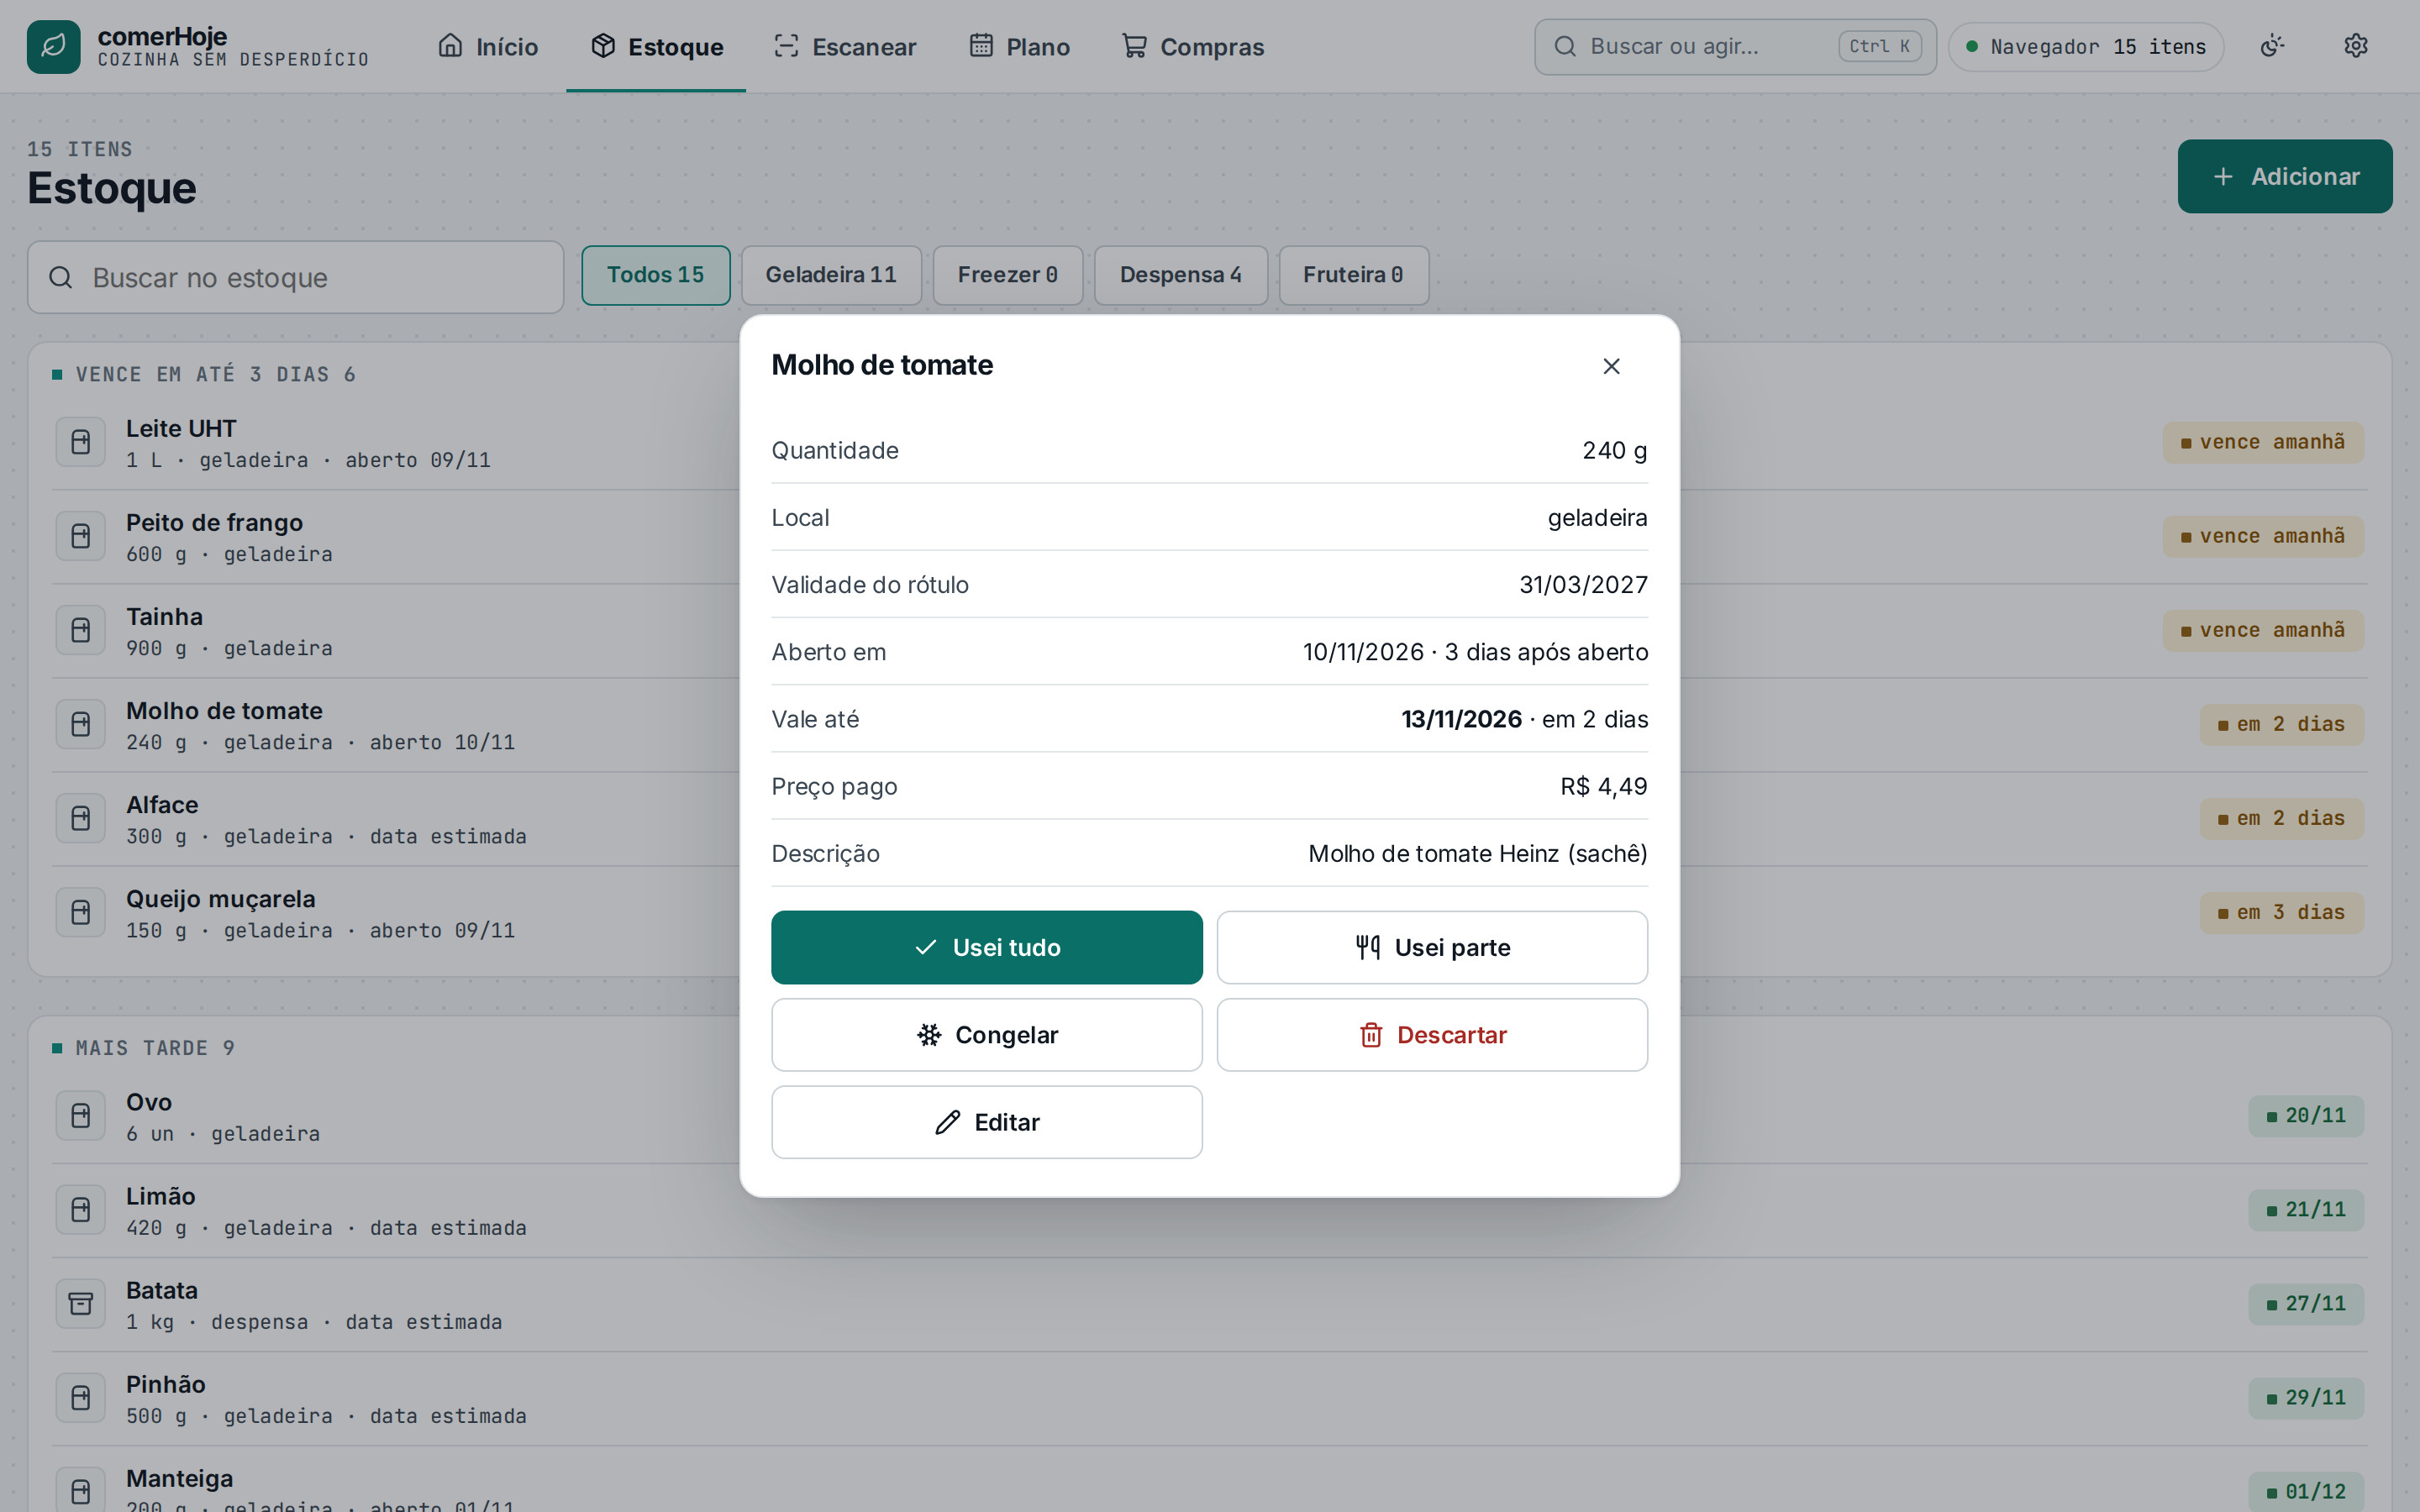 comerHoje
COZINHA SEM DESPERDÍCIO
Início
Estoque
Escanear
Plano
Compras
Buscar ou agir... Ctrl K
Navegador 15 itens
15 ITENS
Estoque
Adicionar
Buscar no estoque
Todos 15
Geladeira 11
Freezer 0
Despensa 4
Fruteira 0
VENCE EM ATÉ 3 DIAS 6
Leite UHT
1 L · geladeira · aberto 09/11
vence amanhã
Peito de frango
600 g · geladeira
vence amanhã
Tainha
900 g · geladeira
vence amanhã
Molho de tomate
240 g · geladeira · aberto 10/11
em 2 dias
Alface
300 g · geladeira · data estimada
em 2 dias
Queijo muçarela
150 g · geladeira · aberto 09/11
em 3 dias
MAIS TARDE 9
Ovo
6 un · geladeira
20/11
Limão
420 g · geladeira · data estimada
21/11
Batata
1 kg · despensa · data estimada
27/11
Pinhão
500 g · geladeira · data estimada
29/11
Manteiga
200 g · geladeira · aberto 01/11
01/12
Molho de tomate
Quantidade 240 g
Local geladeira
Validade do rótulo 31/03/2027
Aberto em 10/11/2026 · 3 dias após aberto
Vale até 13/11/2026 · em 2 dias
Preço pago R$ 4,49
Descrição Molho de tomate Heinz (sachê)
Usei tudo
Usei parte
Congelar
Descartar
Editar